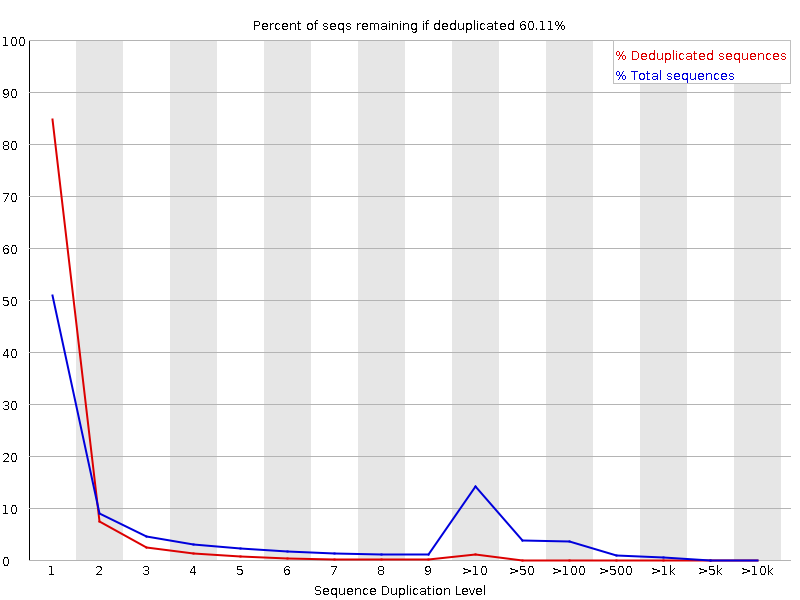 Percent of seqs remaining if deduplicated 60.11%
% Deduplicated sequences
% Total sequences
100
90
80
70
60
50
40
30
20
10
0
1 2 3 4 5 6 7 8 9 >10 >50 >100 >500 >1k >5k >10k
Sequence Duplication Level